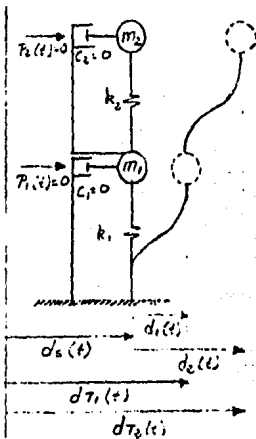 P₂(t)=0
C₂=0
m₂
k₂
P₁(t)=0
C₁=0
m₁
k₁
d₁(t)
dₛ(t)
d₂(t)
dT₁(t)
dT₂(t)